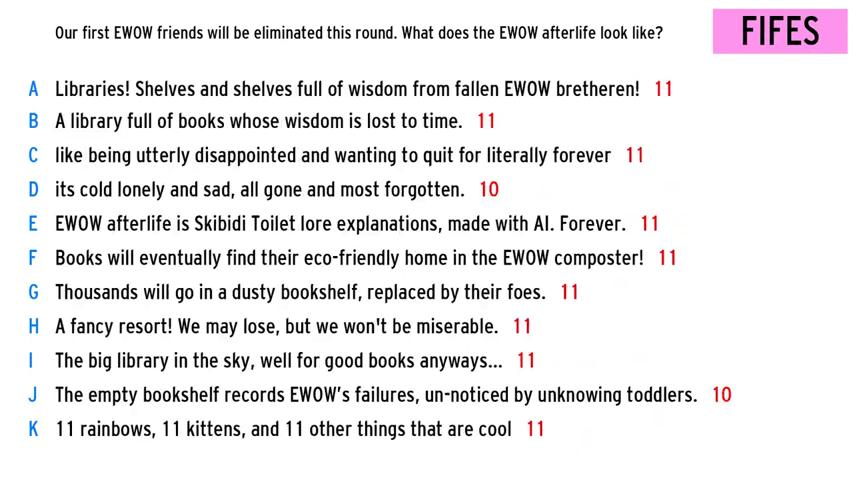 Our first EWOW friends will be eliminated this round. What does the EWOW afterlife look like?
FIFES
A Libraries! Shelves and shelves full of wisdom from fallen EWOW bretheren! 11
B A library full of books whose wisdom is lost to time. 11
C like being utterly disappointed and wanting to quit for literally forever 11
D its cold lonely and sad, all gone and most forgotten. 10
E EWOW afterlife is Skibidi Toilet lore explanations, made with AI. Forever. 11
F Books will eventually find their eco-friendly home in the EWOW composter! 11
G Thousands will go in a dusty bookshelf, replaced by their foes. 11
H A fancy resort! We may lose, but we won't be miserable. 11
I The big library in the sky, well for good books anyways... 11
J The empty bookshelf records EWOW’s failures, un-noticed by unknowing toddlers. 10
K 11 rainbows, 11 kittens, and 11 other things that are cool 11